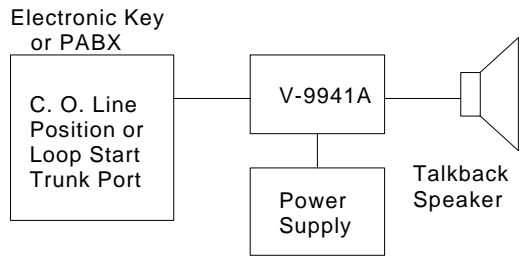 Electronic Key
or PABX
C. O. Line
Position or
Loop Start
Trunk Port
V-9941A
Power
Supply
Talkback
Speaker